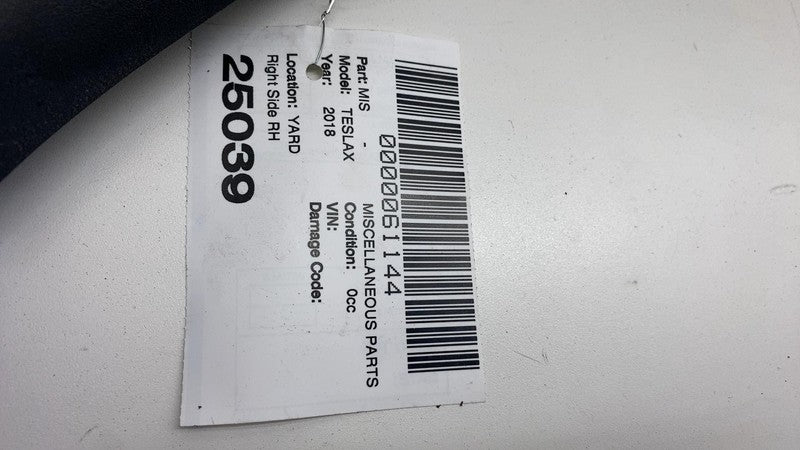 0000061144
Part: MIS - MISCELLANEOUS PARTS
Model: TESLAX Condition: 0cc
Year: 2018 VIN:
Damage Code:
Location: YARD
Right Side RH
25039